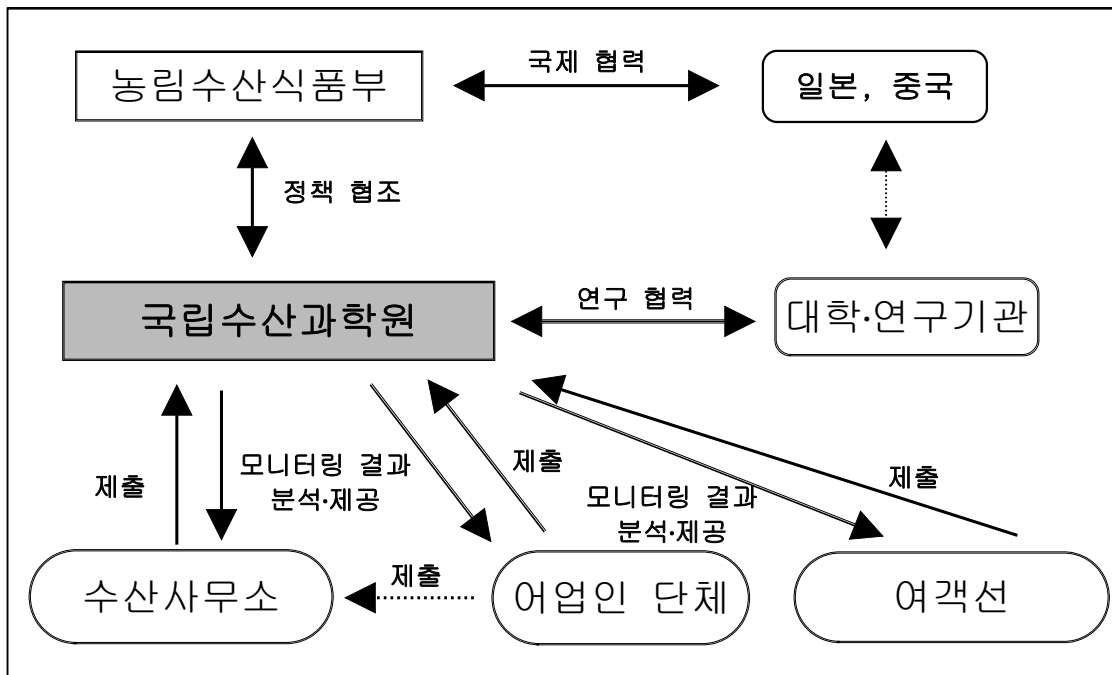 국제 협력
농림수산식품부
일본, 중국
정책 협조
국립수산과학원
연구 협력
대학·연구기관
제출
모니터링 결과
분석·제공
제출
모니터링 결과
분석·제공
제출
수산사무소
제출
어업인 단체
여객선